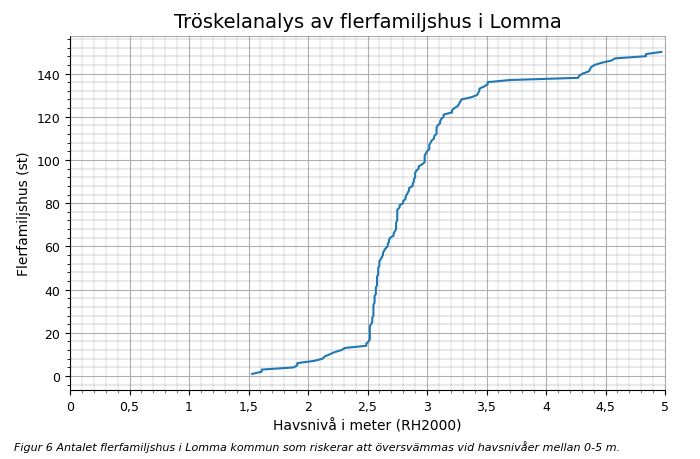 Tröskelanalys av flerfamiljshus i Lomma
Flerfamiljshus (st)
140
120
100
80
60
40
20
0
0 0,5 1 1,5 2 2,5 3 3,5 4 4,5 5
Havsnivå i meter (RH2000)
Figur 6 Antalet flerfamiljshus i Lomma kommun som riskerar att översvämmas vid havsnivåer mellan 0-5 m.